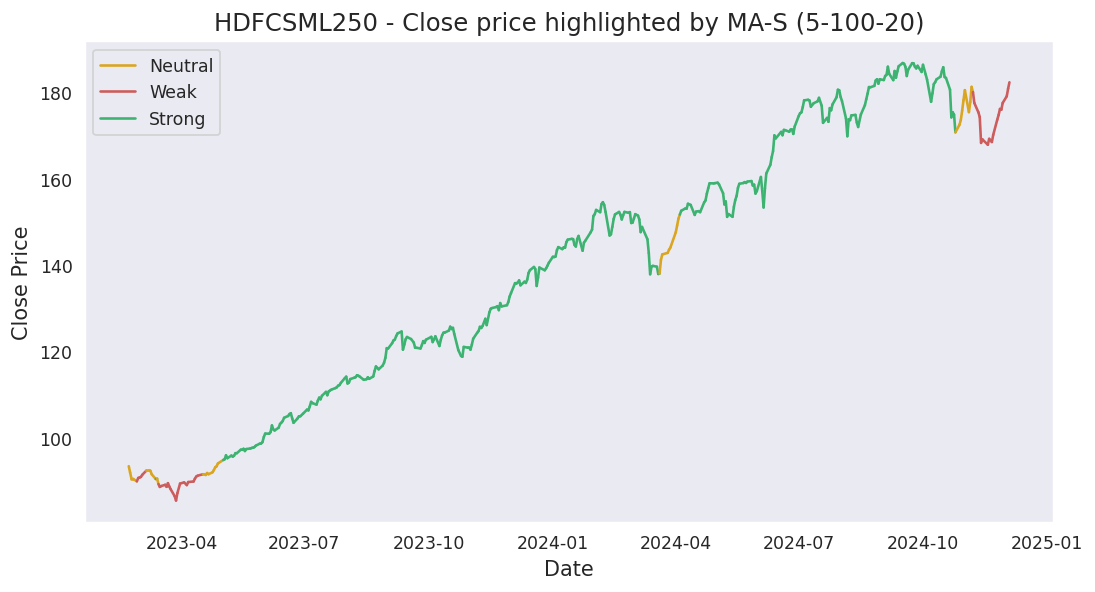 HDFCSML250 - Close price highlighted by MA-S (5-100-20)
Neutral
Weak
Strong
Close Price
180
160
140
120
100
2023-04 2023-07 2023-10 2024-01 2024-04 2024-07 2024-10 2025-01
Date